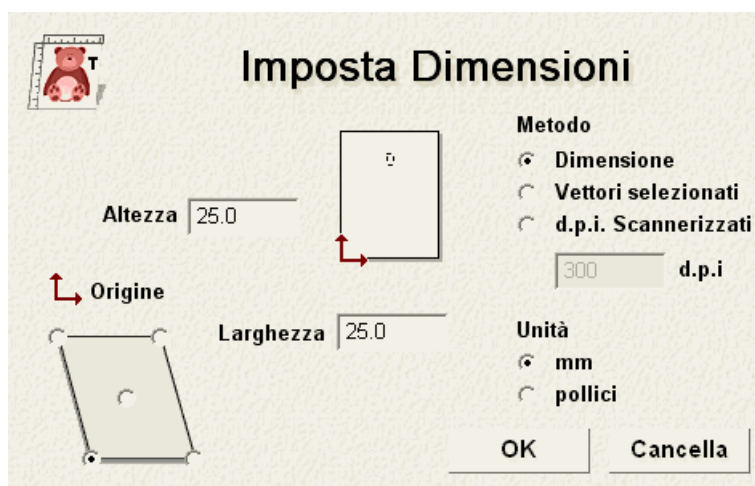 T
Imposta Dimensioni
Metodo
Dimensione
Vettori selezionati
d.p.i. Scannerizzati
300 d.p.i
Altezza 25.0
Origine
Larghezza 25.0
Unità
mm
pollici
OK Cancella